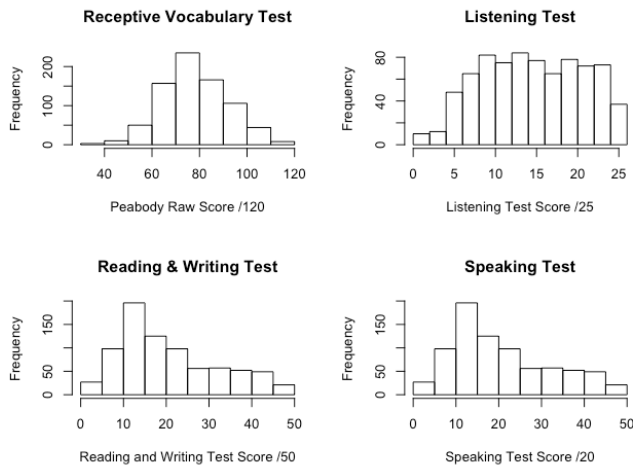 Receptive Vocabulary Test
Frequency
0
100
200
40
60
80
100
120
Peabody Raw Score /120
Listening Test
Frequency
0
40
80
0
5
10
15
20
25
Listening Test Score /25
Reading & Writing Test
Frequency
0
50
150
0
10
20
30
40
50
Reading and Writing Test Score /50
Speaking Test
Frequency
0
50
150
0
10
20
30
40
50
Speaking Test Score /20